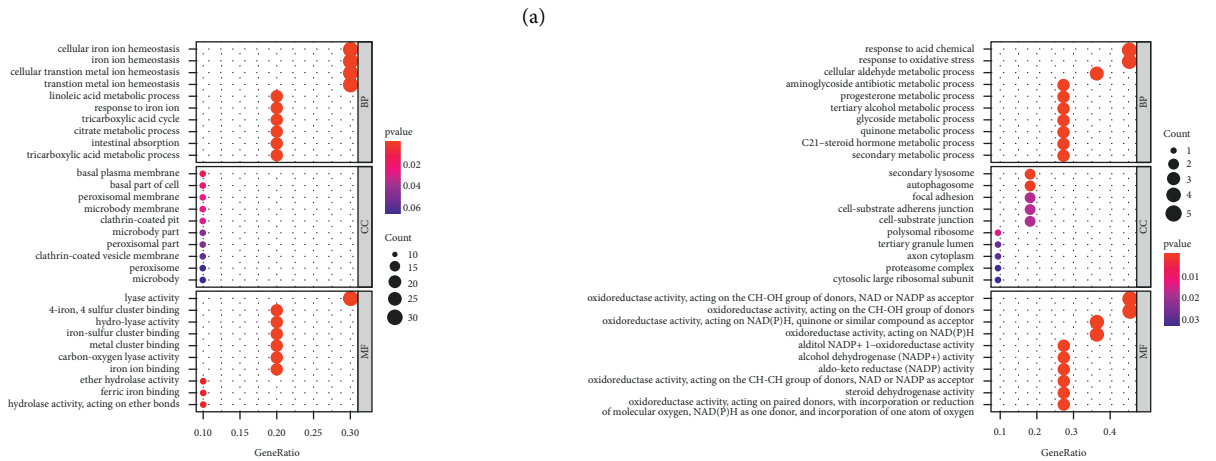 (a)
cellular iron ion hemeostasis
iron ion hemeostasis
cellular transtion metal ion hemeostasis
transtion metal ion hemeostasis
linoleic acid metabolic process
response to iron ion
tricarboxylic acid cycle
citrate metabolic process
intestinal absorption
tricarboxylic acid metabolic process
BP
basal plasma membrane
basal part of cell
peroxisomal membrane
microbody membrane
clathrin-coated pit
microbody part
peroxisomal part
clathrin-coated vesicle membrane
peroxisome
microbody
CC
lyase activity
4-iron, 4 sulfur cluster binding
hydro-lyase activity
iron-sulfur cluster binding
metal cluster binding
carbon-oxygen lyase activity
iron ion binding
ether hydrolase activity
ferric iron binding
hydrolase activity, acting on ether bonds
MF
0.10 0.15 0.20 0.25 0.30
GeneRatio
pvalue
0.02
0.04
0.06
Count
10
15
20
25
30
response to acid chemical
response to oxidative stress
cellular aldehyde metabolic process
aminoglycoside antibiotic metabolic process
progesterone metabolic process
tertiary alcohol metabolic process
glycoside metabolic process
quinone metabolic process
C21−steroid hormone metabolic process
secondary metabolic process
BP
secondary lysosome
autophagosome
focal adhesion
cell-substrate adherens junction
cell-substrate junction
polysomal ribosome
tertiary granule lumen
axon cytoplasm
proteasome complex
cytosolic large ribosomal subunit
CC
oxidoreductase activity, acting on the CH-OH group of donors, NAD or NADP as acceptor
oxidoreductase activity, acting on the CH-OH group of donors
oxidoreductase activity, acting on NAD(P)H, quinone or similar compound as acceptor
oxidoreductase activity, acting on NAD(P)H
alditol NADP+ 1−oxidoreductase activity
alcohol dehydrogenase (NADP+) activity
aldo-keto reductase (NADP) activity
oxidoreductase activity, acting on the CH-CH group of donors, NAD or NADP as acceptor
steroid dehydrogenase activity
oxidoreductase activity, acting on paired donors, with incorporation or reduction
of molecular oxygen, NAD(P)H as one donor, and incorporation of one atom of oxygen
MF
0.1 0.2 0.3 0.4
GeneRatio
Count
1
2
3
4
5
pvalue
0.01
0.02
0.03